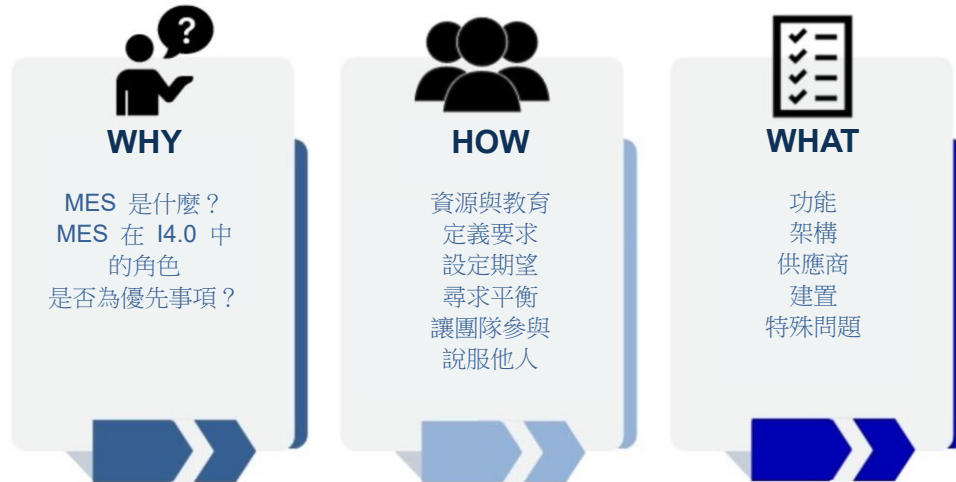 ?
WHY
MES 是什麼？
MES 在 I4.0 中
的角色
是否為優先事項？
HOW
資源與教育
定義要求
設定期望
尋求平衡
讓團隊參與
說服他人
WHAT
功能
架構
供應商
建置
特殊問題